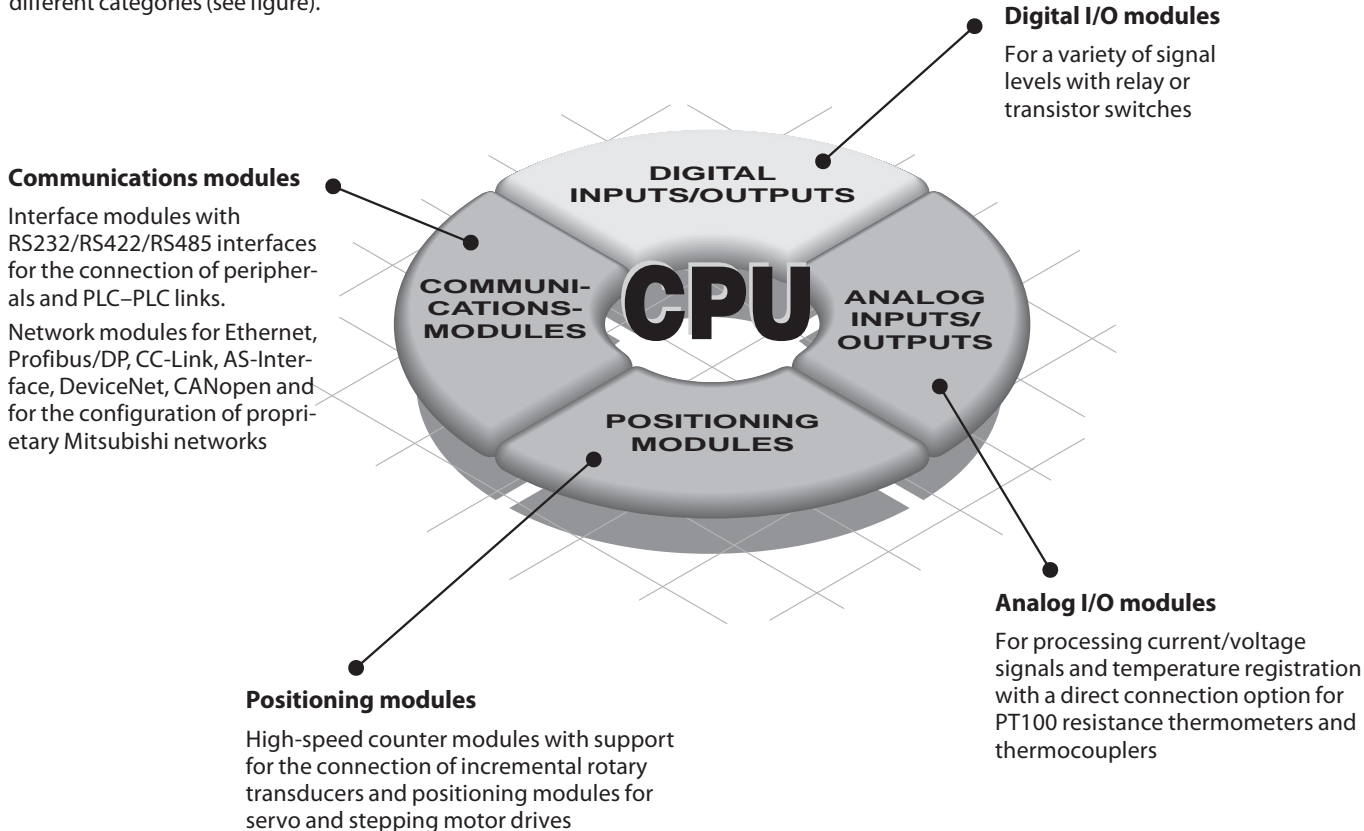 different categories (see figure).
Digital I/O modules
For a variety of signal
levels with relay or
transistor switches
Communications modules
Interface modules with
RS232/RS422/RS485 interfaces
for the connection of peripher-
als and PLC–PLC links.
Network modules for Ethernet,
Profibus/DP, CC-Link, AS-Inter-
face, DeviceNet, CANopen and
for the configuration of propri-
etary Mitsubishi networks
DIGITAL
INPUTS/OUTPUTS
COMMUNI-
CATIONS-
MODULES
CPU
ANALOG
INPUTS/
OUTPUTS
POSITIONING
MODULES
Analog I/O modules
For processing current/voltage
signals and temperature registration
with a direct connection option for
PT100 resistance thermometers and
thermocouplers
Positioning modules
High-speed counter modules with support
for the connection of incremental rotary
transducers and positioning modules for
servo and stepping motor drives